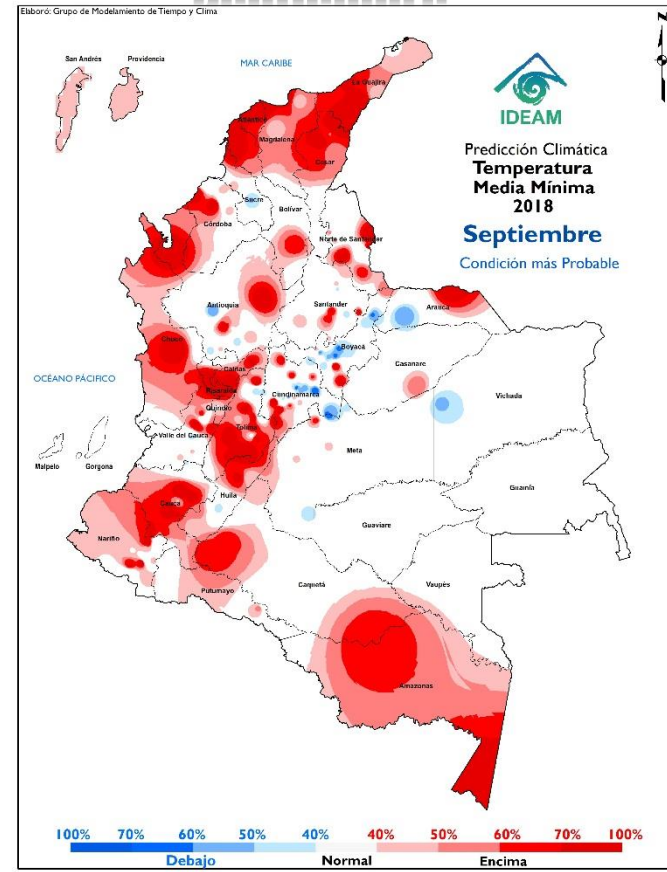 Elaboró: Grupo de Modelamiento de Tiempo y Clima
N
San Andrés
Providencia
MAR CARIBE
La Guajira
IDEAM
Atlántico
Magdalena
Cesar
Predicción Climática
Temperatura
Media Mínima
2018
Septiembre
Condición más Probable
Sucre
Bolívar
Córdoba
Norte de Santander
Antioquia
Santander
Arauca
Chocó
Boyacá
Casanare
Caldas
OCÉANO PÁCIFICO
Risaralda
Cundinamarca
Vichada
Quindío
Tolima
Valle del Cauca
Meta
Malpelo
Gorgona
Huila
Guainía
Cauca
Guaviare
Nariño
Putumayo
Caquetá
Vaupés
Amazonas
100% 70% 60% 50% 40% 40% 50% 60% 70% 100%
Debajo Normal Encima